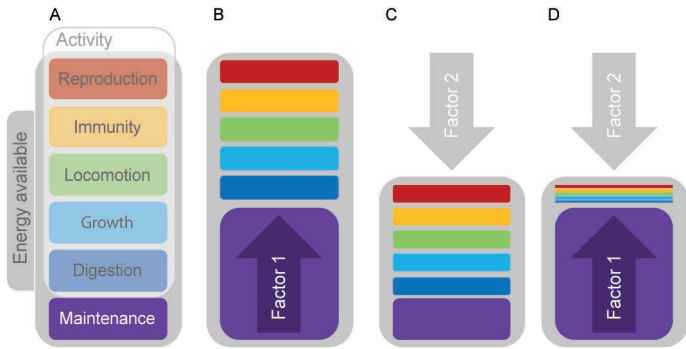 A
B
C
D
Activity
Reproduction
Immunity
Locomotion
Growth
Digestion
Maintenance
Energy available
Factor 1
Factor 2
Factor 2
Factor 1